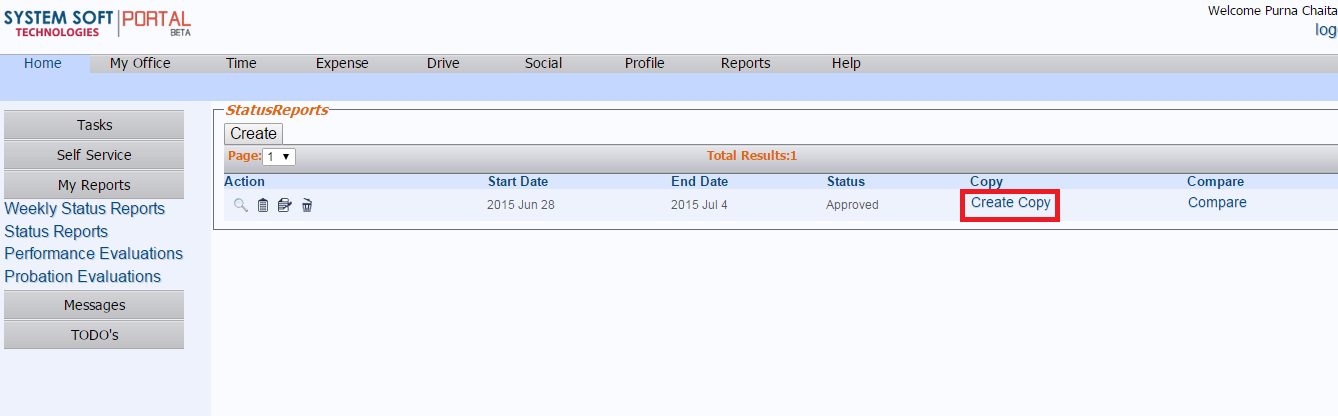 SYSTEM SOFT PORTAL
TECHNOLOGIES BETA
Welcome Purna Chaita
log
Home My Office Time Expense Drive Social Profile Reports Help
Tasks
Self Service
My Reports
Weekly Status Reports
Status Reports
Performance Evaluations
Probation Evaluations
Messages
TODO's
StatusReports
Create
Page: 1 Total Results:1
Action Start Date End Date Status Copy Compare
2015 Jun 28 2015 Jul 4 Approved Create Copy Compare